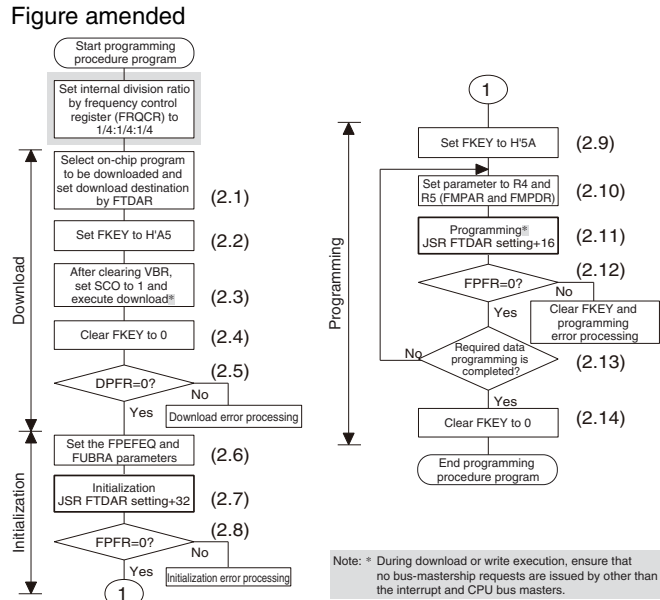 Figure amended
Start programming
procedure program
Set internal division ratio
by frequency control
register (FRQCR) to
1/4:1/4:1/4
Download
Select on-chip program
to be downloaded and
set download destination
by FTDAR
(2.1)
Set FKEY to H'A5
(2.2)
After clearing VBR,
set SCO to 1 and
execute download*
(2.3)
Clear FKEY to 0
(2.4)
(2.5)
DPFR=0?
No
Yes
Download error processing
Initialization
Set the FPEFEQ and
FUBRA parameters
(2.6)
Initialization
JSR FTDAR setting+32
(2.7)
(2.8)
FPFR=0?
No
Yes
Initialization error processing
1
1
Programming
Set FKEY to H'5A
(2.9)
Set parameter to R4 and
R5 (FMPAR and FMPDR)
(2.10)
Programming*
JSR FTDAR setting+16
(2.11)
(2.12)
FPFR=0?
No
Yes
Clear FKEY and
programming
error processing
No
Required data
programming is
completed?
(2.13)
Yes
Clear FKEY to 0
(2.14)
End programming
procedure program
Note: * During download or write execution, ensure that
no bus-mastership requests are issued by other than
the interrupt and CPU bus masters.